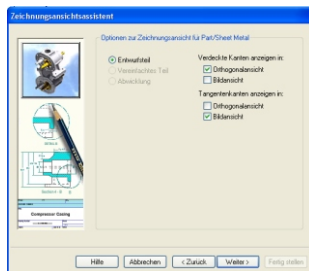 Zeichnungsansichtsassistent
Optionen zur Zeichnungsansicht für Part/Sheet Metal
Entwurfsteil
Vereinfachtes Teil
Abwicklung
Verdeckte Kanten anzeigen in:
Orthogonalansicht
Bildansicht
Tangentenkanten anzeigen in:
Orthogonalansicht
Bildansicht
DETAIL A
Compressor Casing
Hilfe
Abbrechen
< Zurück
Weiter >
Fertig stellen